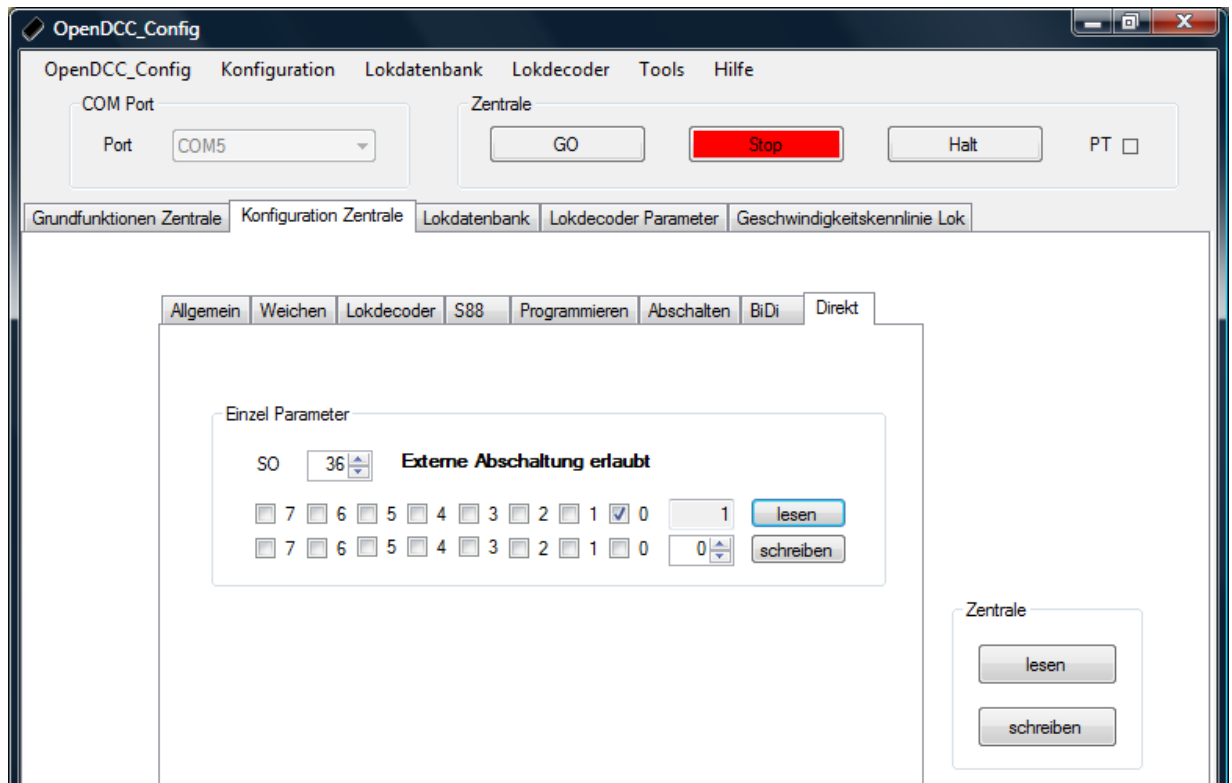 OpenDCC_Config
OpenDCC_Config Konfiguration Lokdatenbank Lokdecoder Tools Hilfe
COM Port
Port COM5
Zentrale
GO Stop Halt PT
Grundfunktionen Zentrale Konfiguration Zentrale Lokdatenbank Lokdecoder Parameter Geschwindigkeitskennlinie Lok
Allgemein Weichen Lokdecoder S88 Programmieren Abschalten BiDi Direkt
Einzel Parameter
SO 36 Externe Abschaltung erlaubt
7 6 5 4 3 2 1 0 1 lesen
7 6 5 4 3 2 1 0 0 schreiben
Zentrale
lesen
schreiben